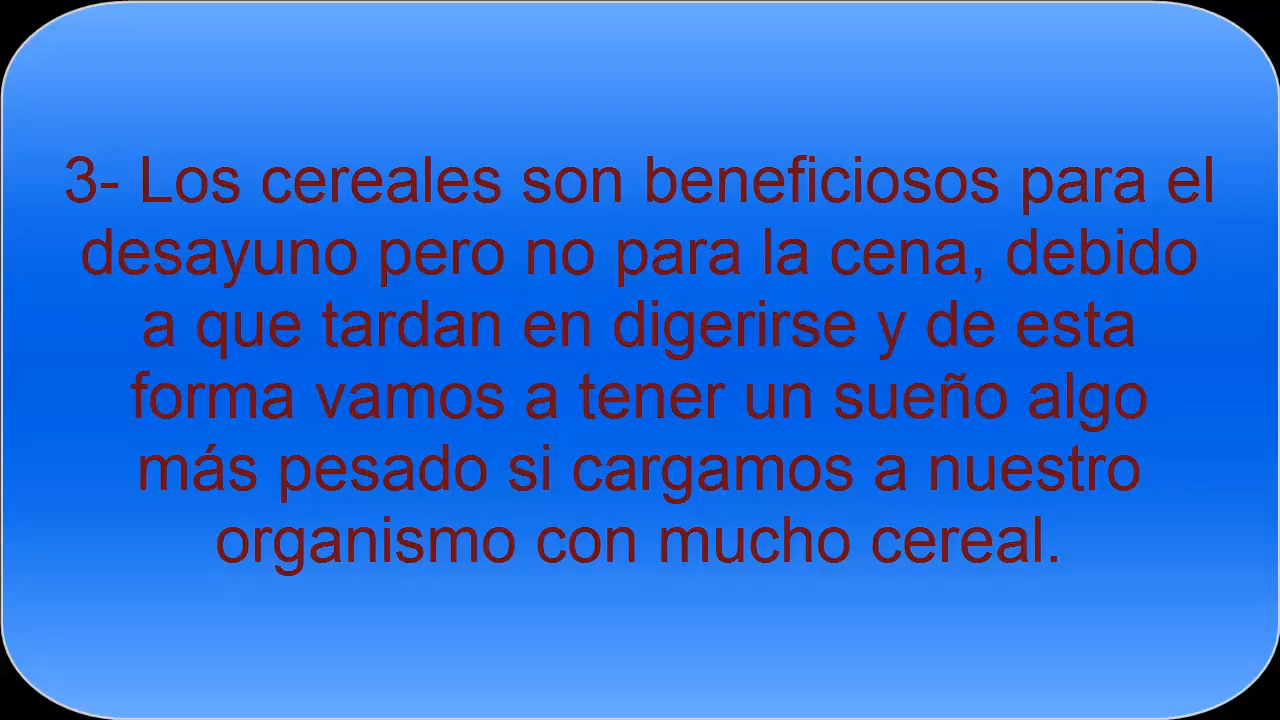 3- Los cereales son beneficiosos para el
desayuno pero no para la cena, debido
a que tardan en digerirse y de esta
forma vamos a tener un sueño algo
más pesado si cargamos a nuestro
organismo con mucho cereal.